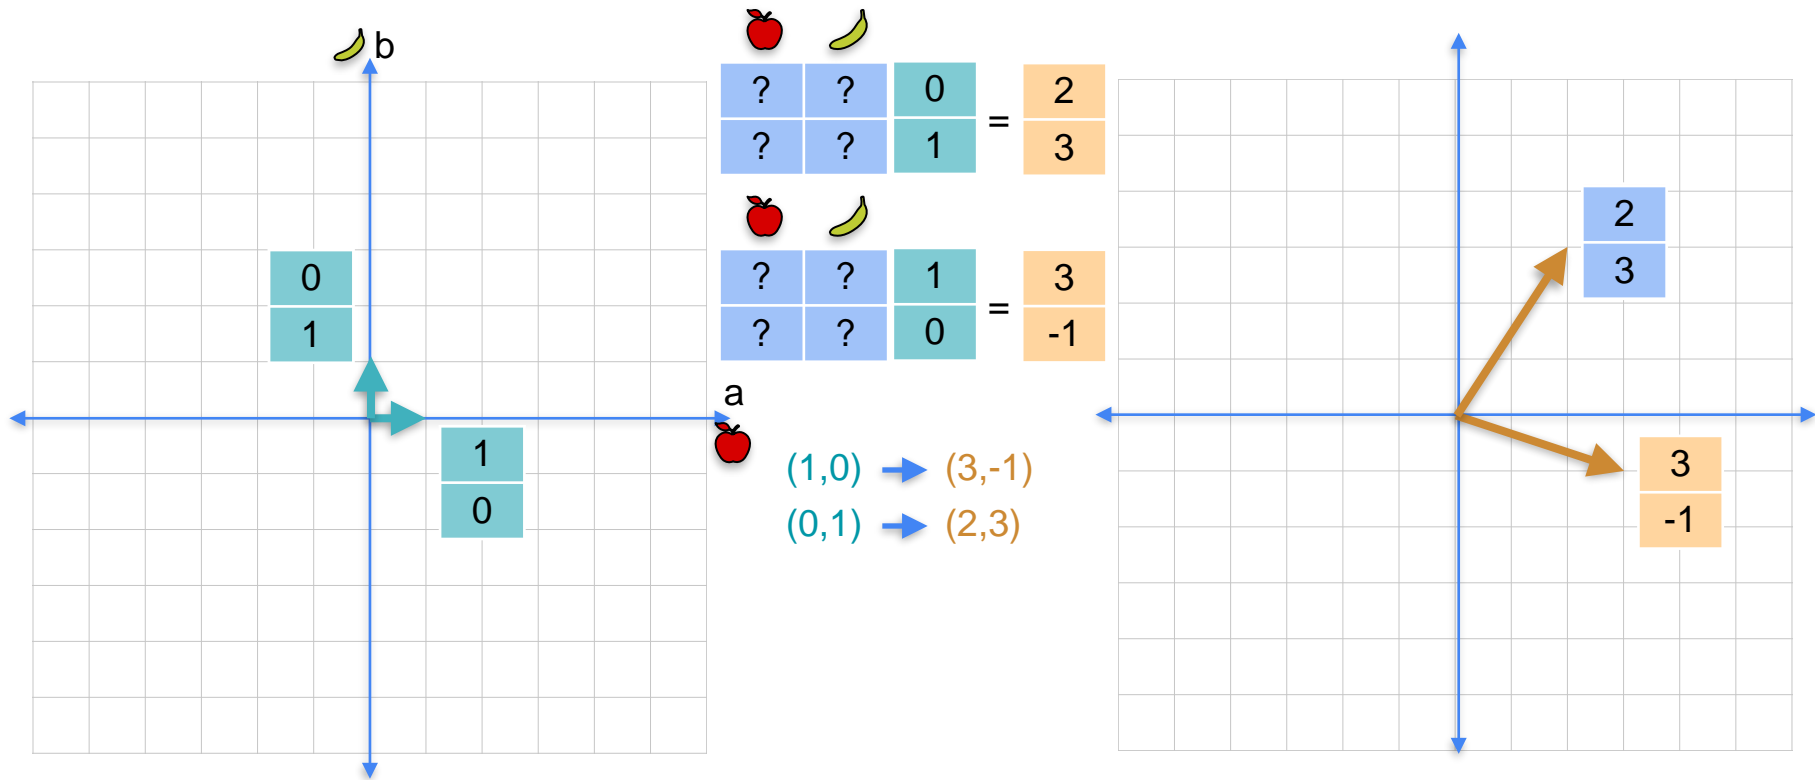 b
? ? 0 = 2
? ? 1 3
0
1
? ? 1 = 3
? ? 0 -1
2
3
a
1
0
(1,0) (3,-1)
(0,1) (2,3)
3
-1